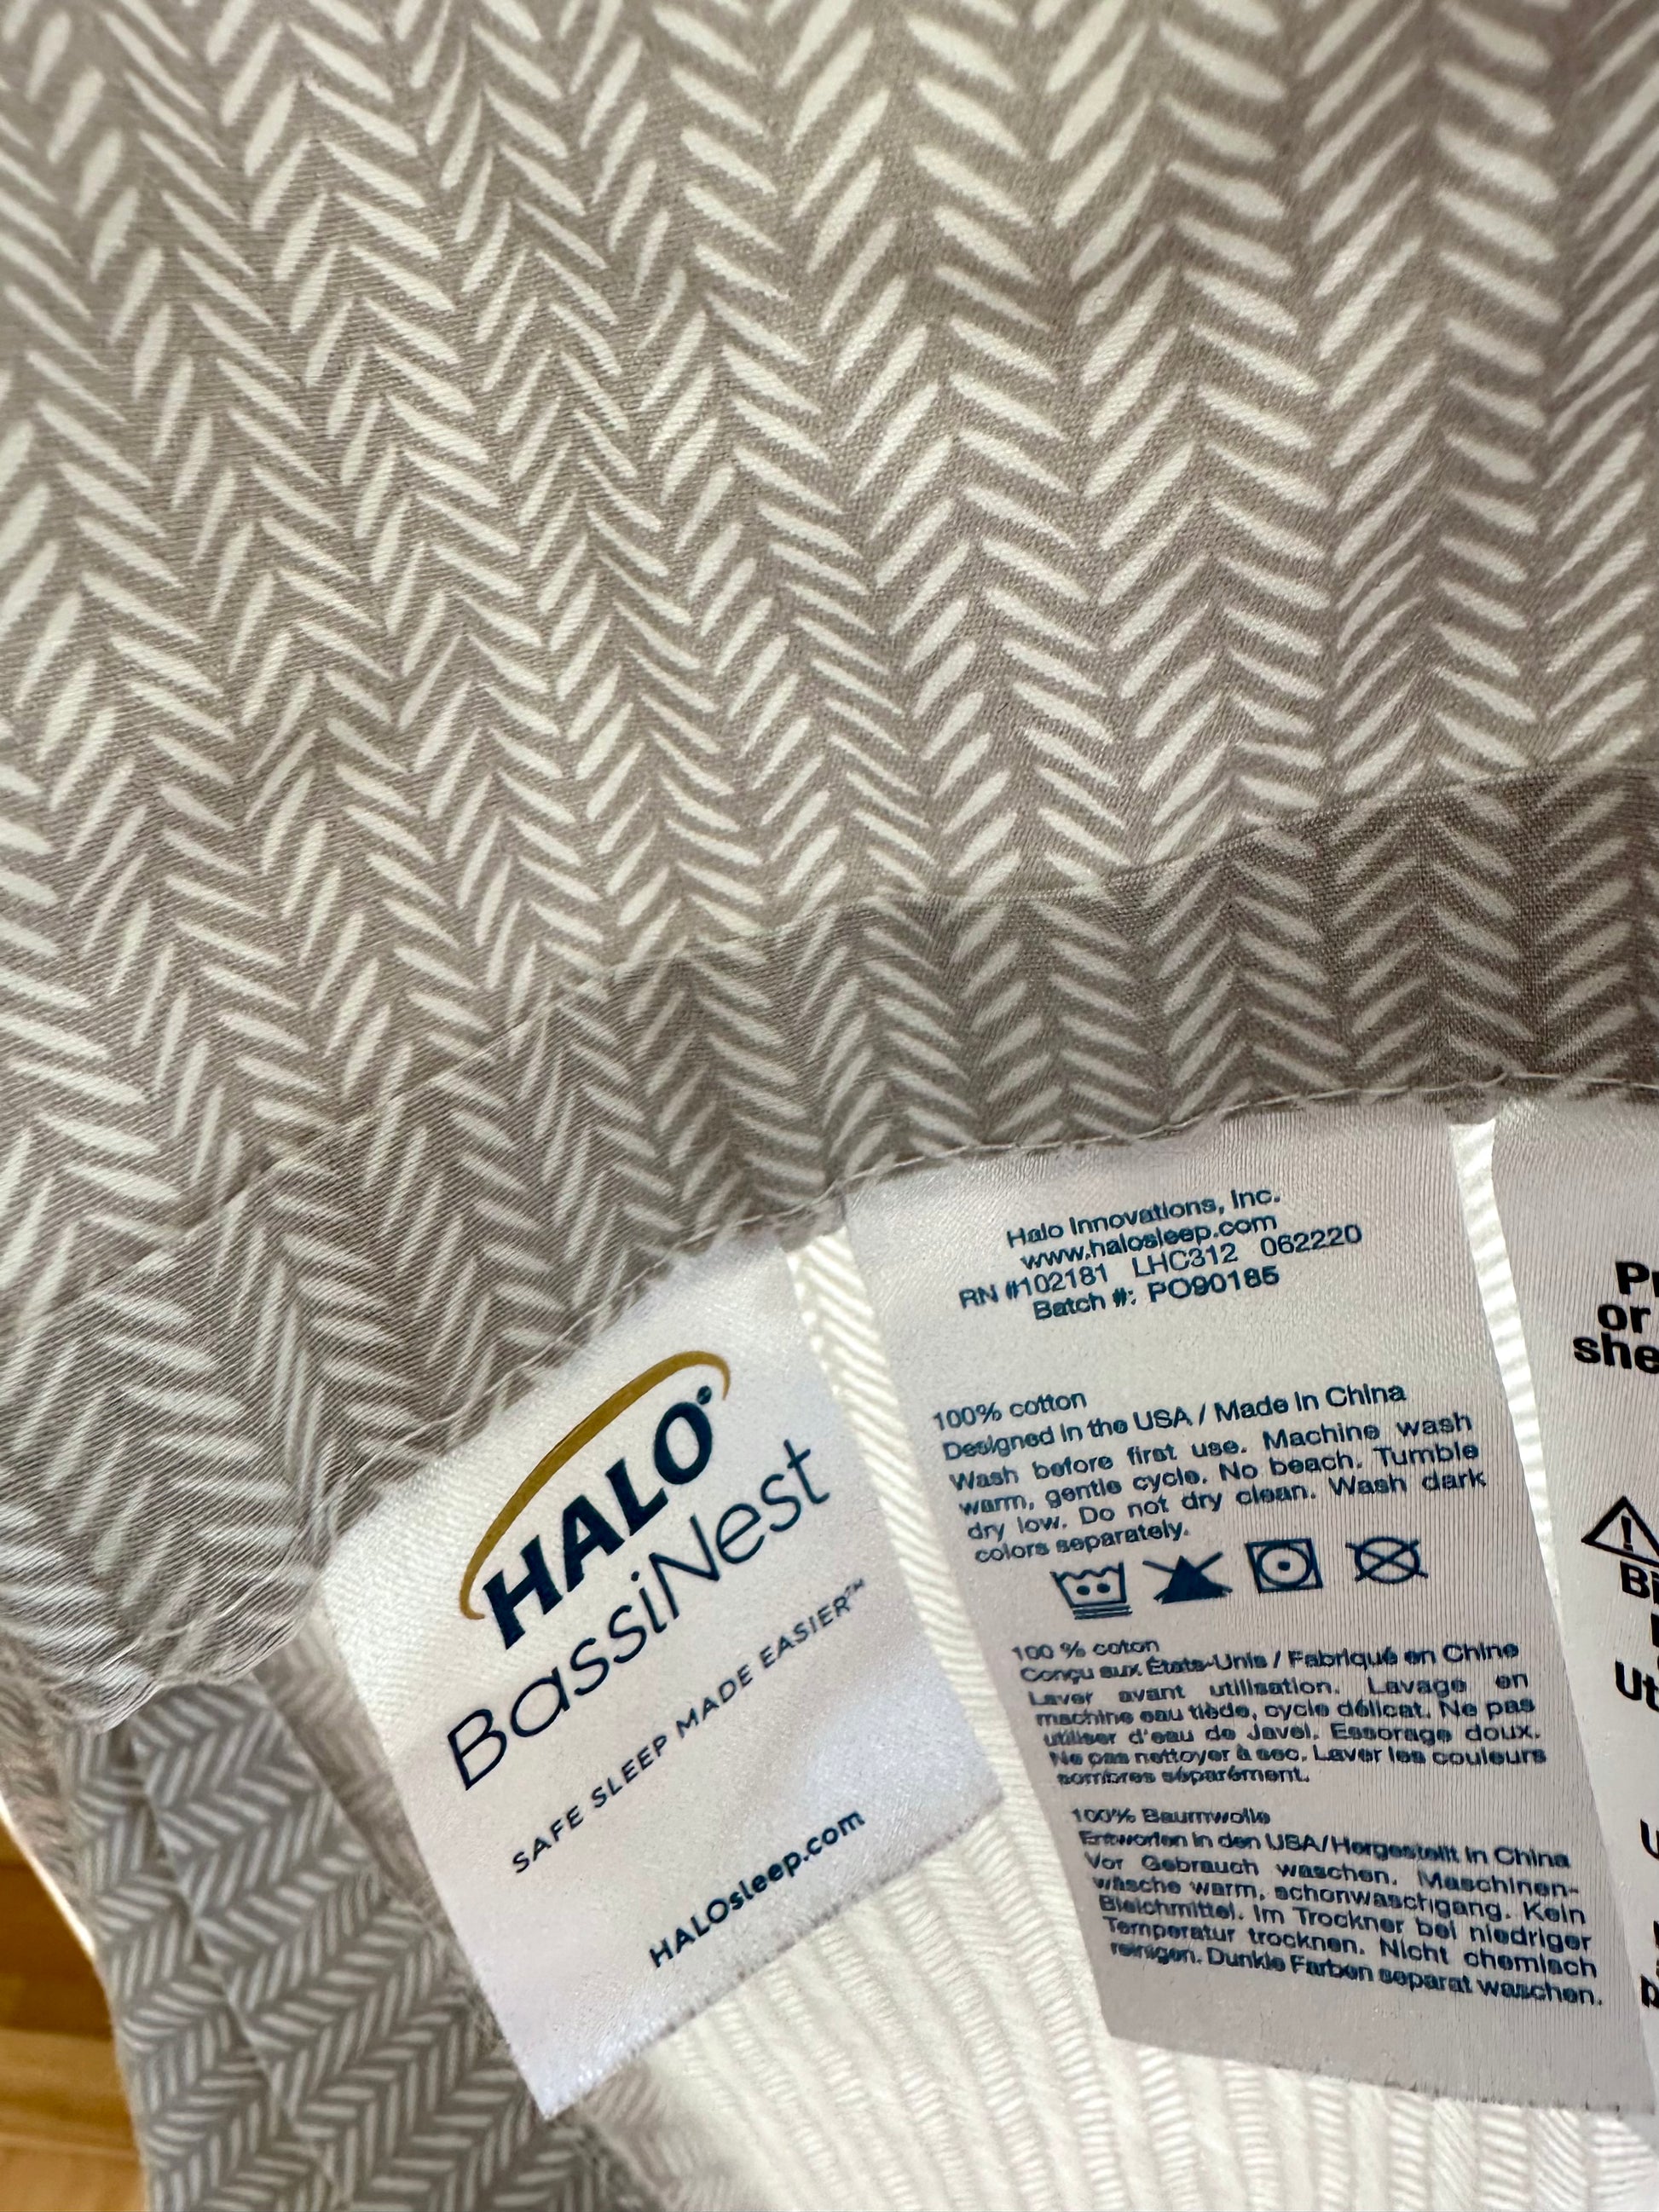 HALO®
BassiNest
SAFE SLEEP MADE EASIER™
HALOsleep.com
Halo Innovations, Inc.
www.halosleep.com
RN #102181 LHC312 062220
Batch #: PO90185
100% cotton
Designed in the USA / Made in China
Wash before first use. Machine wash
warm, gentle cycle. No beach. Tumble
dry low. Do not dry clean. Wash dark
colors separately.
100 % coton
Conçu aux États-Unis / Fabriqué en Chine
Laver avant utilisation. Lavage en
machine eau tiède, cycle délicat. Ne pas
utiliser d'eau de Javel. Essorage doux.
Ne pas nettoyer à sec. Laver les couleurs
sombres séparément.
100% Baumwolle
Entworfen in den USA/Hergestellt in China
Vor Gebrauch waschen. Maschinen-
wäsche warm, schonwaschgang. Kein
Bleichmittel. Im Trockner bei niedriger
Temperatur trocknen. Nicht chemisch
reinigen. Dunkle Farben separat waschen.
or
she